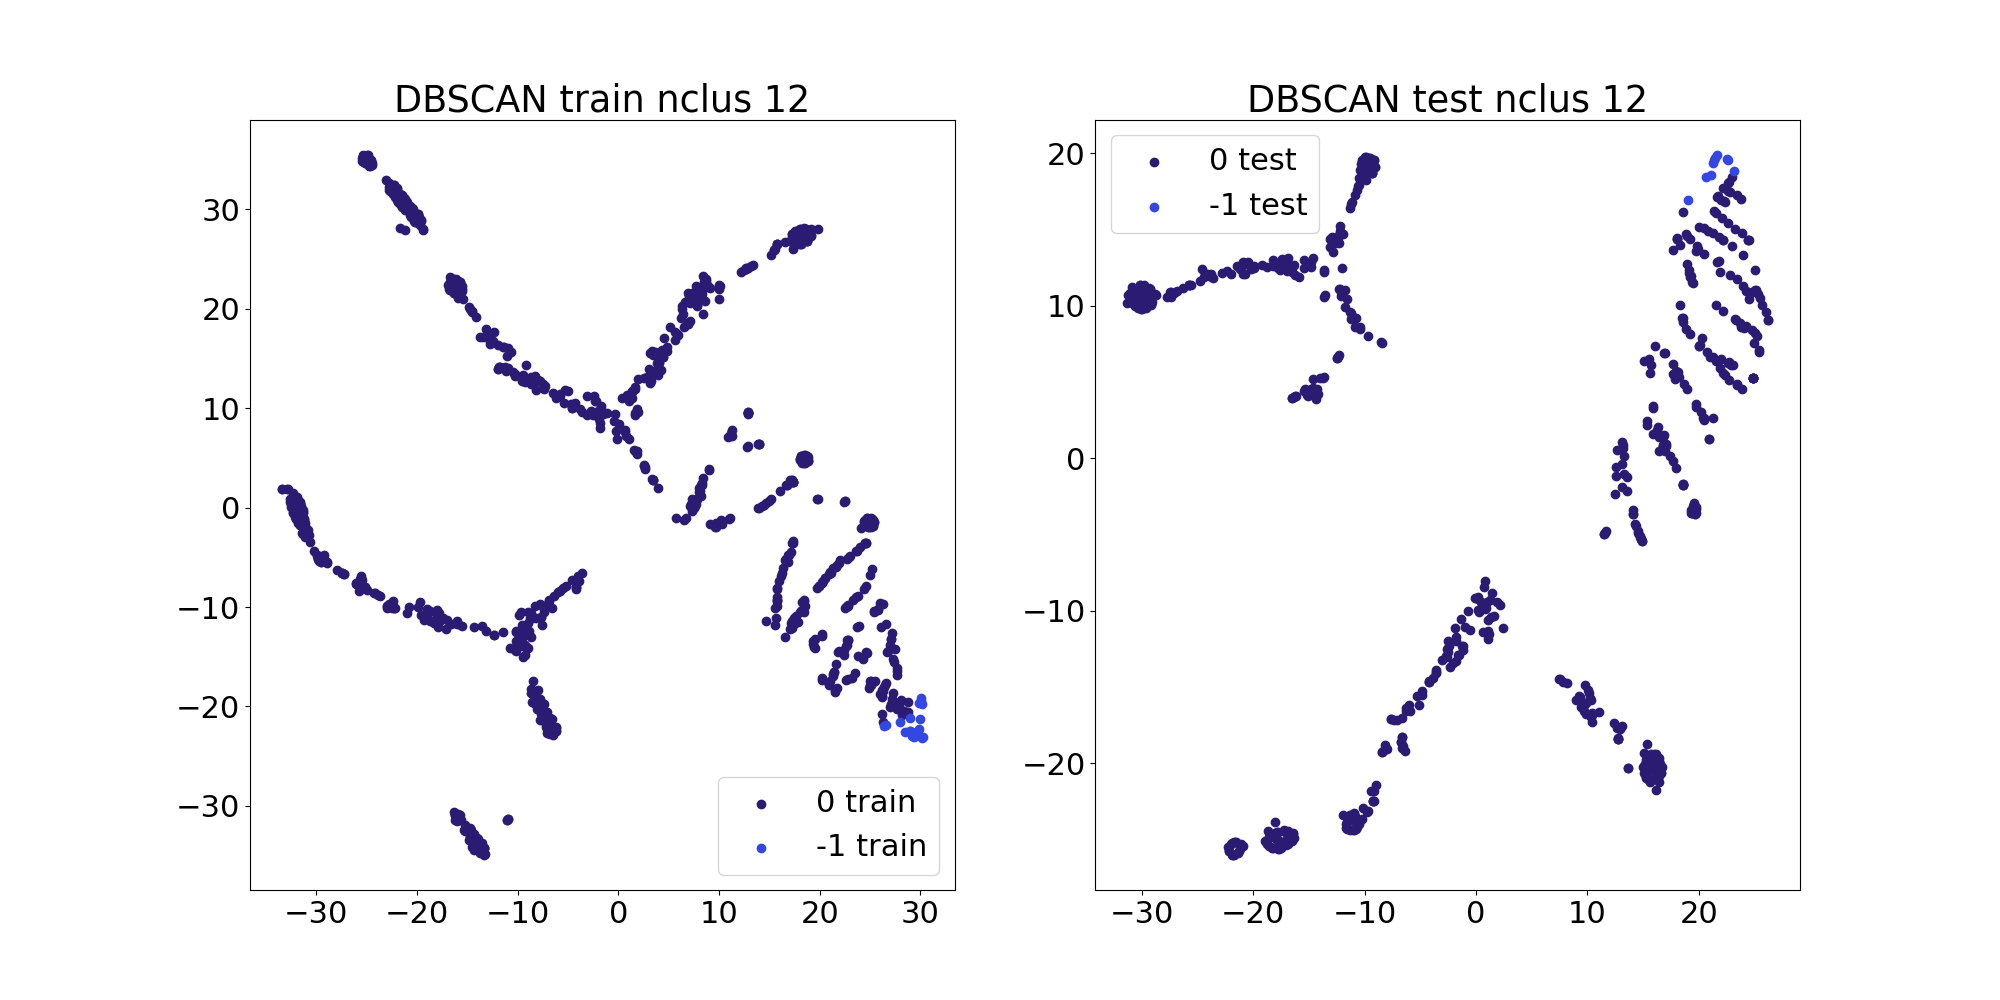 DBSCAN train nclus 12
30
20
10
0
−10
−20
−30
−30 −20 −10 0 10 20 30
0 train
-1 train
DBSCAN test nclus 12
20
10
0
−10
−20
−30 −20 −10 0 10 20
0 test
-1 test